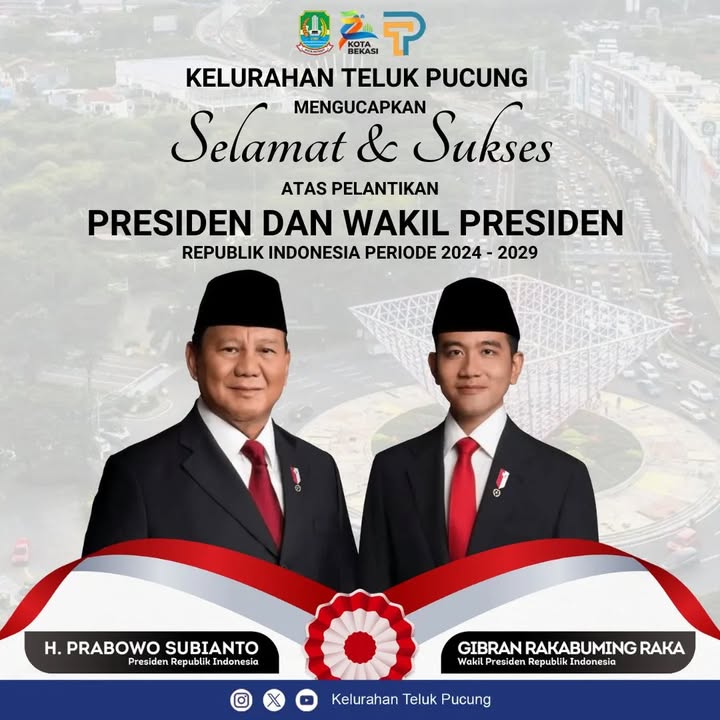 KOTA
BEKASI
KELURAHAN TELUK PUCUNG
MENGUCAPKAN
Selamat & Sukses
ATAS PELANTIKAN
PRESIDEN DAN WAKIL PRESIDEN
REPUBLIK INDONESIA PERIODE 2024 - 2029
H. PRABOWO SUBIANTO
Presiden Republik Indonesia
GIBRAN RAKABUMING RAKA
Wakil Presiden Republik Indonesia
Kelurahan Teluk Pucung